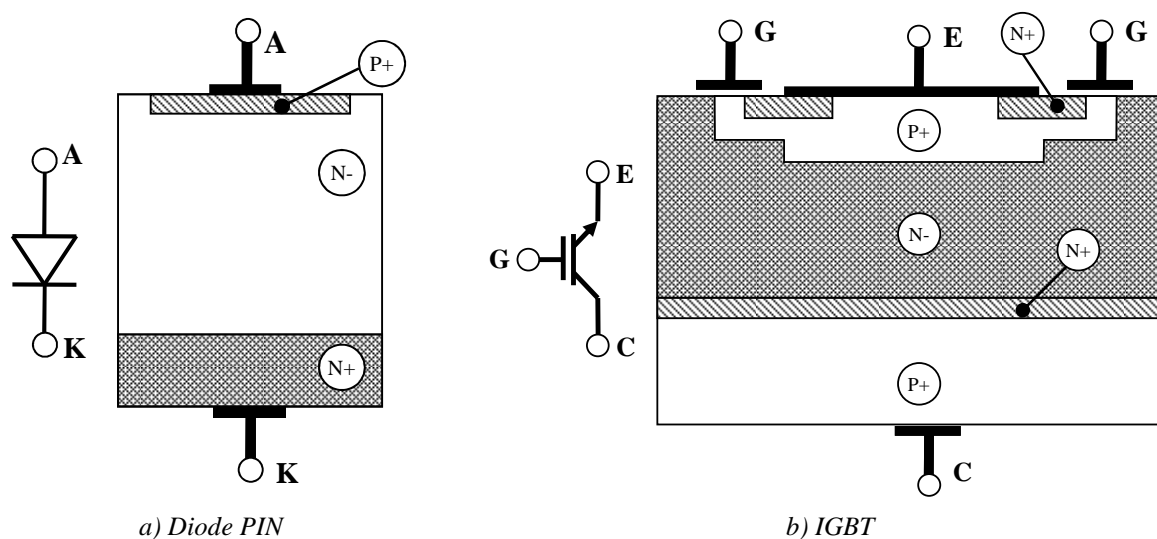 A
P+
N-
A
K
N+
K
a) Diode PIN
G
E
N+
G
P+
E
N-
G
N+
C
P+
C
b) IGBT